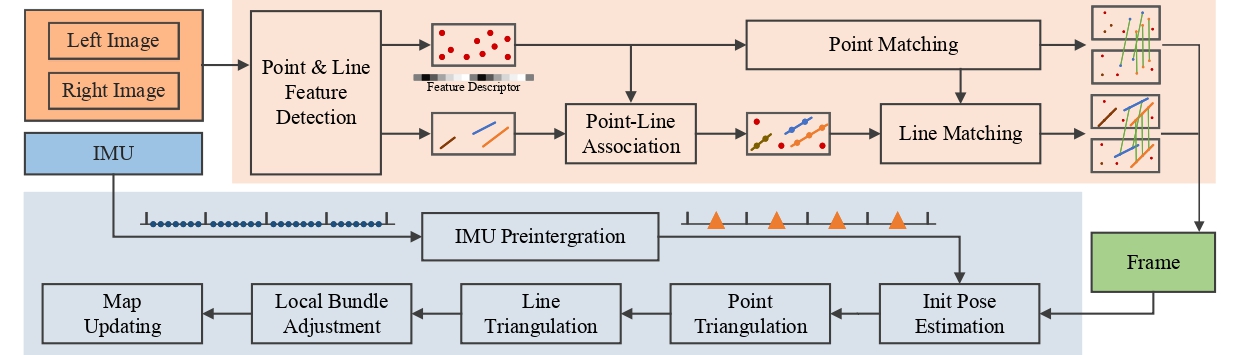 Left Image
Right Image
IMU
Point & Line
Feature
Detection
Feature Descriptor
Point-Line
Association
Point Matching
Line Matching
IMU Preintergration
Frame
Map
Updating
Local Bundle
Adjustment
Line
Triangulation
Point
Triangulation
Init Pose
Estimation